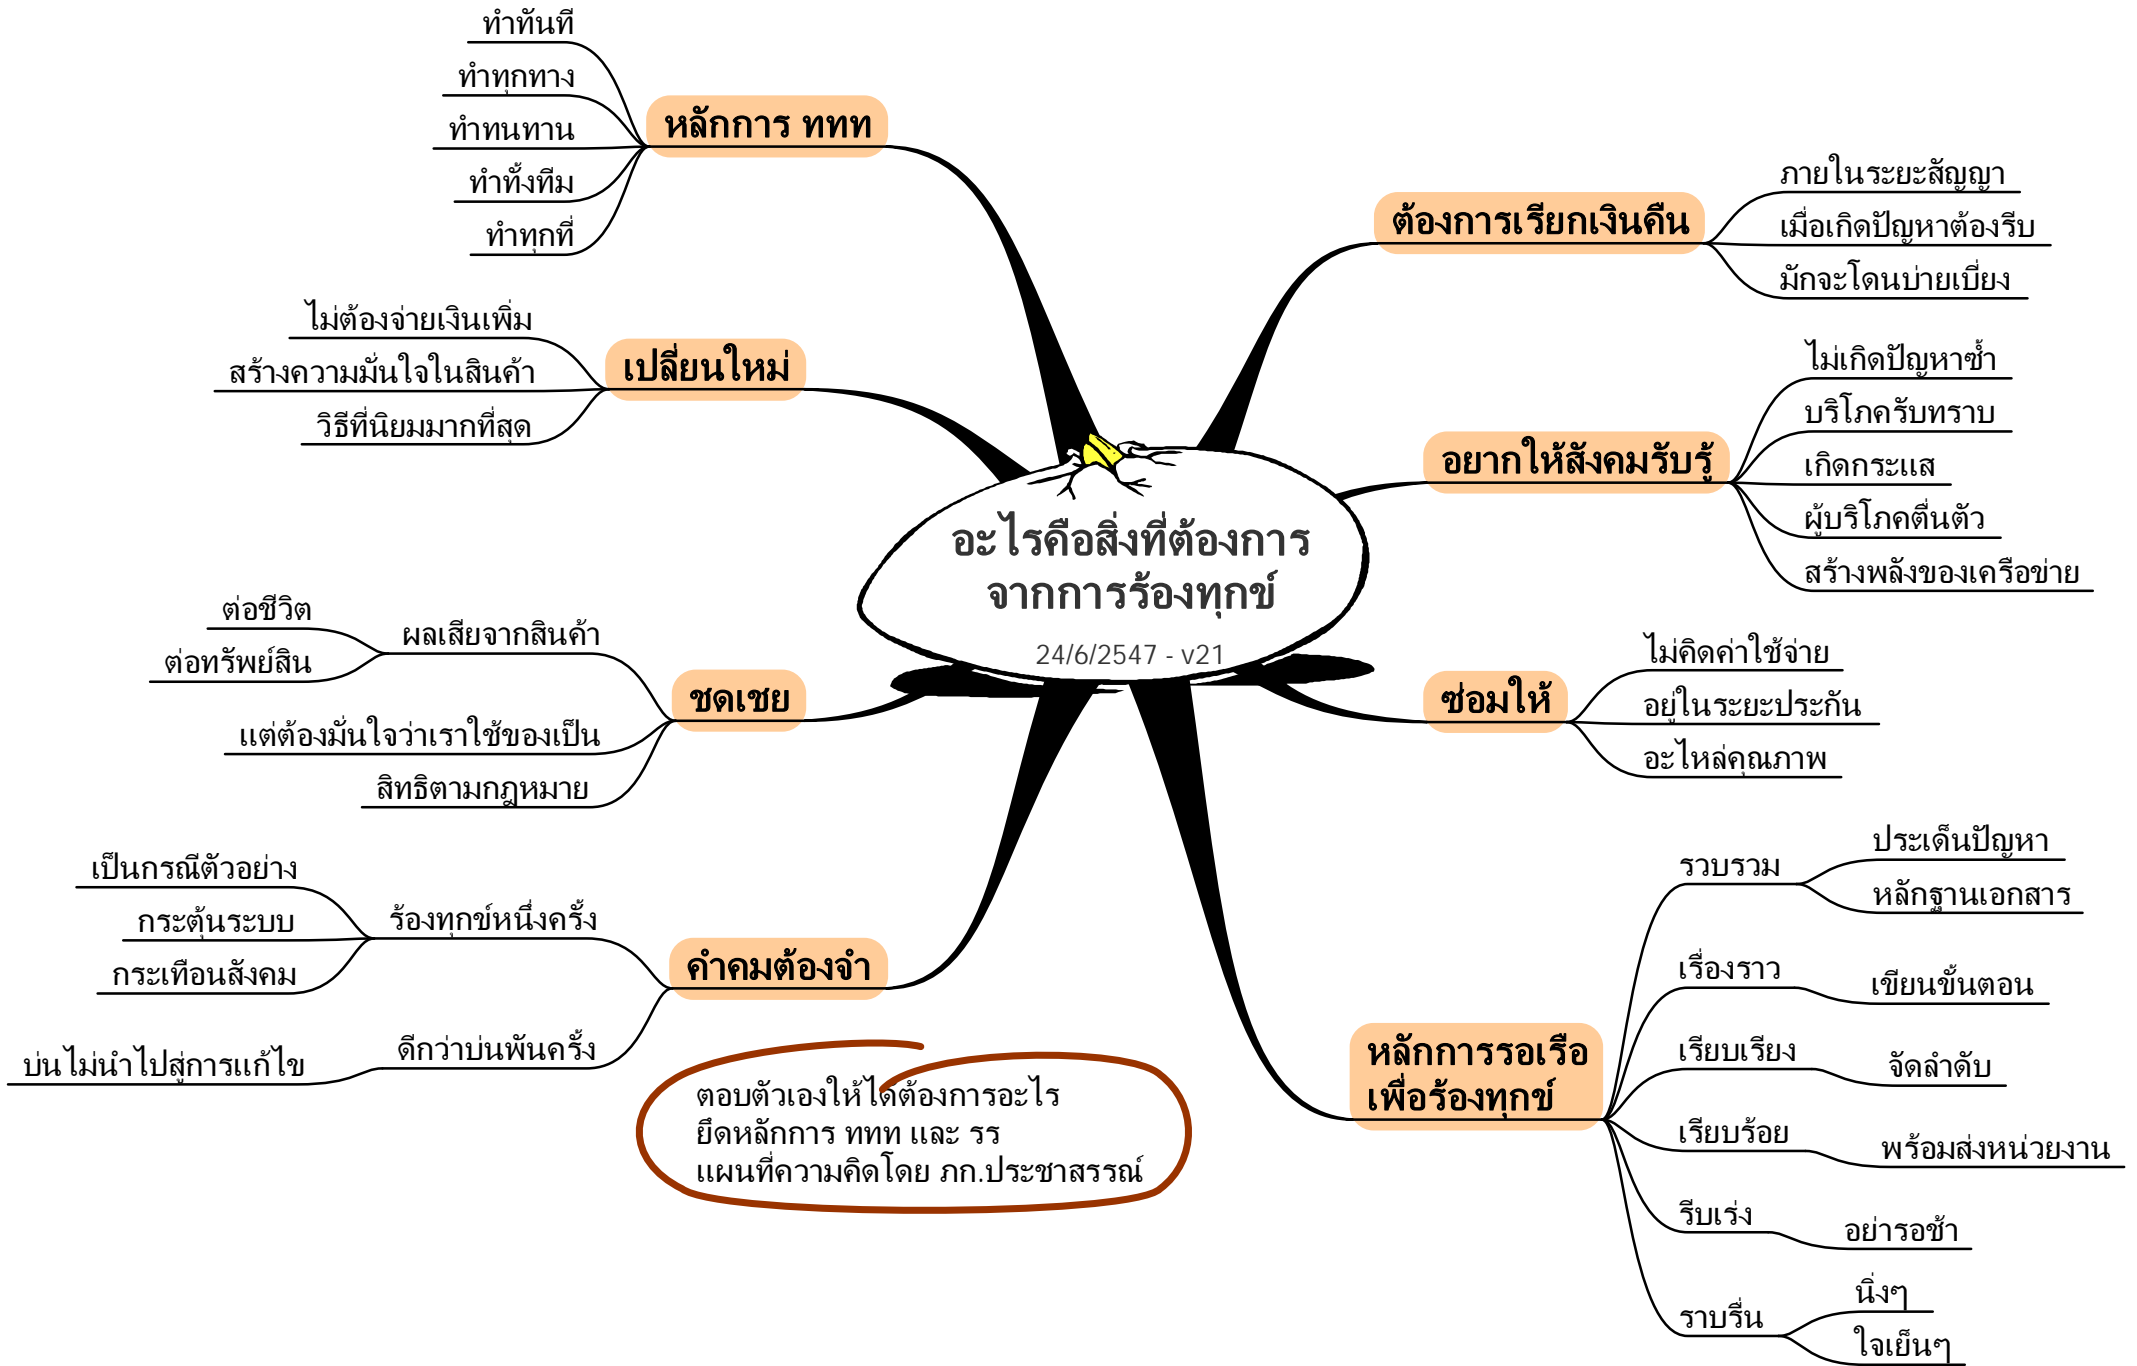 อะไรคือสิ่งที่ต้องการ
จากการร้องทุกข์
24/6/2547 - v21
ต้องการเรียกเงินคืน
ภายในระยะสัญญา
เมื่อเกิดปัญหาต้องรีบ
มักจะโดนบ่ายเบี่ยง
อยากให้สังคมรับรู้
ไม่เกิดปัญหาซ้ำ
บริโภครับทราบ
เกิดกระแส
ผู้บริโภคตื่นตัว
สร้างพลังของเครือข่าย
ซ่อมให้
ไม่คิดค่าใช้จ่าย
อยู่ในระยะประกัน
อะไหล่คุณภาพ
หลักการรอเรือ
เพื่อร้องทุกข์
รวบรวม
ประเด็นปัญหา
หลักฐานเอกสาร
เรื่องราว
เขียนขั้นตอน
เรียบเรียง
จัดลำดับ
เรียบร้อย
พร้อมส่งหน่วยงาน
รีบเร่ง
อย่ารอช้า
ราบรื่น
นิ่งๆ
ใจเย็นๆ
หลักการ ททท
ทำทันที
ทำทุกทาง
ทำทนทาน
ทำทั้งทีม
ทำทุกที่
เปลี่ยนใหม่
ไม่ต้องจ่ายเงินเพิ่ม
สร้างความมั่นใจในสินค้า
วิธีที่นิยมมากที่สุด
ชดเชย
ผลเสียจากสินค้า
ต่อชีวิต
ต่อทรัพย์สิน
แต่ต้องมั่นใจว่าเราใช้ของเป็น
สิทธิตามกฎหมาย
คำคมต้องจำ
ร้องทุกข์หนึ่งครั้ง
เป็นกรณีตัวอย่าง
กระตุ้นระบบ
กระเทือนสังคม
ดีกว่าบ่นพันครั้ง
บ่นไม่นำไปสู่การแก้ไข
ตอบตัวเองให้ได้ต้องการอะไร
ยึดหลักการ ททท และ รร
แผนที่ความคิดโดย ภก.ประชาสรรณ์